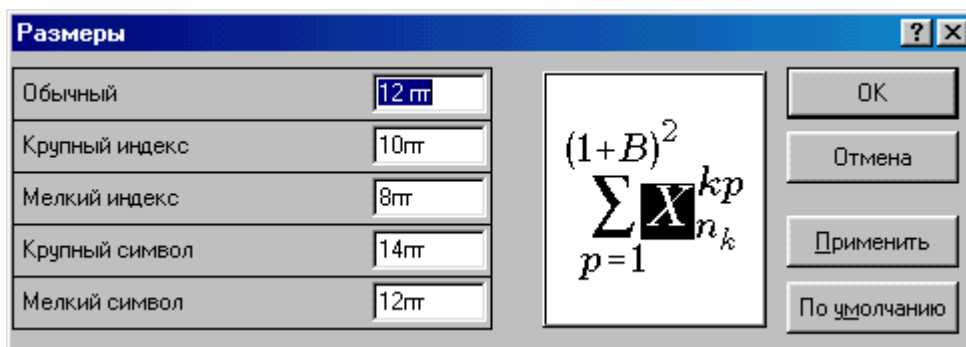 Размеры
Обычный 12 пт
Крупный индекс 10пт
Мелкий индекс 8пт
Крупный символ 14пт
Мелкий символ 12пт
(1+B)^2
∑ X kp n_k
p=1
OK
Отмена
Применить
По умолчанию